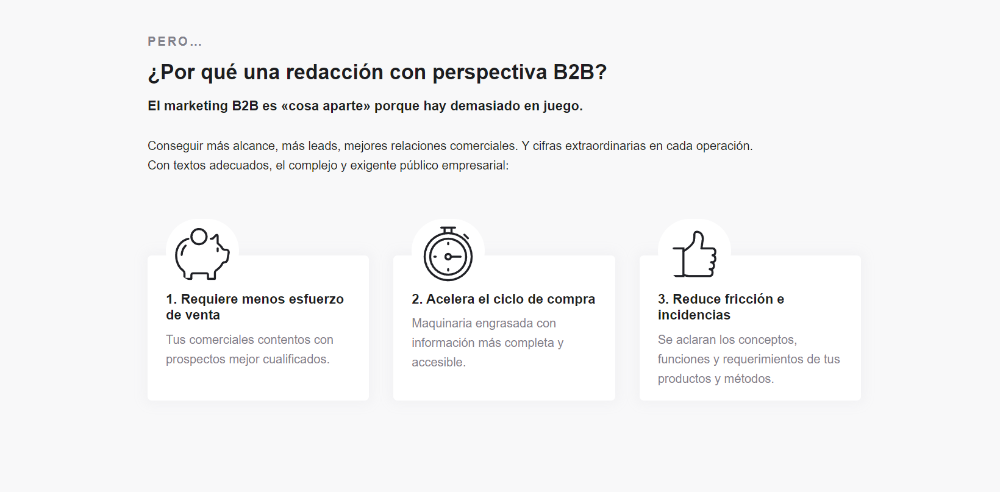 PERO...
¿Por qué una redacción con perspectiva B2B?
El marketing B2B es «cosa aparte» porque hay demasiado en juego.
Conseguir más alcance, más leads, mejores relaciones comerciales. Y cifras extraordinarias en cada operación.
Con textos adecuados, el complejo y exigente público empresarial:
1. Requiere menos esfuerzo
de venta
Tus comerciales contentos con
prospectos mejor cualificados.
2. Acelera el ciclo de compra
Maquinaria engrasada con
información más completa y
accesible.
3. Reduce fricción e
incidencias
Se aclaran los conceptos,
funciones y requerimientos de tus
productos y métodos.